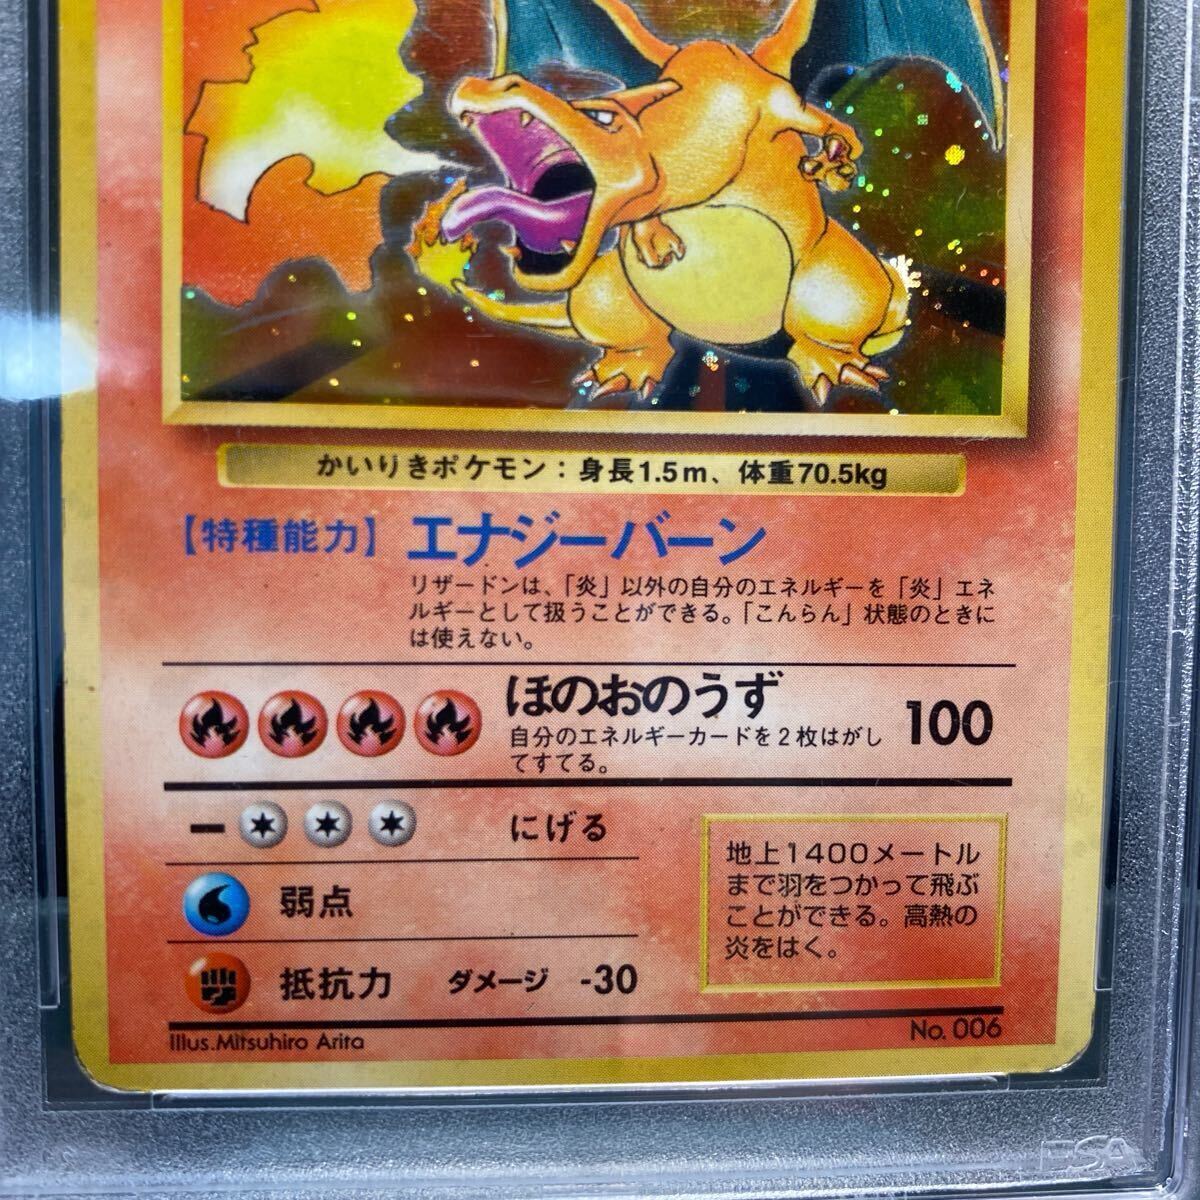 かいりきポケモン：身長1.5m、体重70.5kg
【特種能力】エナジーバーン
リザードンは、「炎」以外の自分のエネルギーを「炎」エネ
ルギーとして扱うことができる。「こんらん」状態のときに
は使えない。
ほのおのうず 100
自分のエネルギーカードを2枚はがし
てすてる。
にげる
弱点
抵抗力 ダメージ -30
地上1400メートル
まで羽をつかって飛ぶ
ことができる。高熱の
炎をはく。
Illus.Mitsuhiro Arita
No. 006